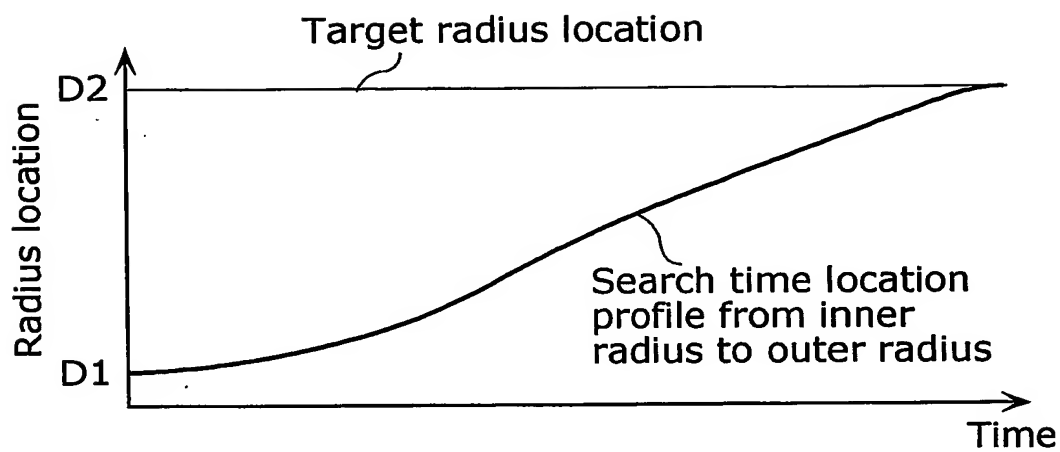 Target radius location
D2
Radius location
Search time location
profile from inner
radius to outer radius
D1
Time